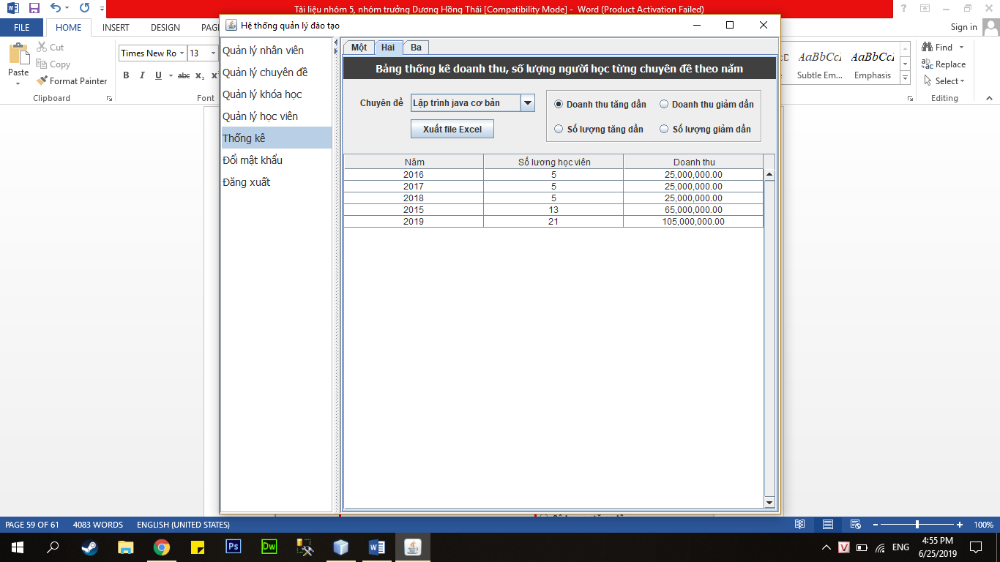 Tài liệu nhóm 5, nhóm trưởng Dương Hồng Thái [Compatibility Mode] - Word (Product Activation Failed)
FILE HOME INSERT DESIGN Sign in
Hệ thống quản lý đào tạo
Cut
Copy
Format Painter
Paste
Clipboard
Times New Ro 13
B I U abc x₂ x
Font
AaBbCcI AaBbCcI
Subtle Em... Emphasis
Find
Replace
Select
Editing
Quản lý nhân viên
Quản lý chuyên đề
Quản lý khóa học
Quản lý học viên
Thống kê
Đổi mật khẩu
Đăng xuất
Một Hai Ba
Bảng thống kê doanh thu, số lượng người học từng chuyên đề theo năm
Chuyên đề Lập trình java cơ bản
Xuất file Excel
Doanh thu tăng dần Doanh thu giảm dần
Số lượng tăng dần Số lượng giảm dần
Năm Số lương học viên Doanh thu
2016 5 25,000,000.00
2017 5 25,000,000.00
2018 5 25,000,000.00
2015 13 65,000,000.00
2019 21 105,000,000.00
PAGE 59 OF 61 4083 WORDS ENGLISH (UNITED STATES) 100%
Ps Dw ENG 4:55 PM
6/25/2019